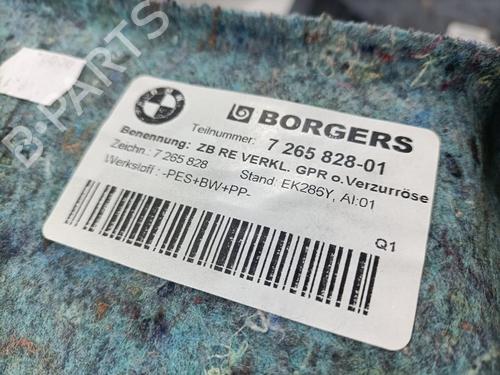 B-PARTS
BMW
BORGERS
Teilnummer: 7 265 828-01
Benennung: ZB RE VERKL. GPR o.Verzurröse
Zeichn.: 7 265 828 Stand: EK286Y, AI:01
Werkstoff: -PES+BW+PP-
Q1